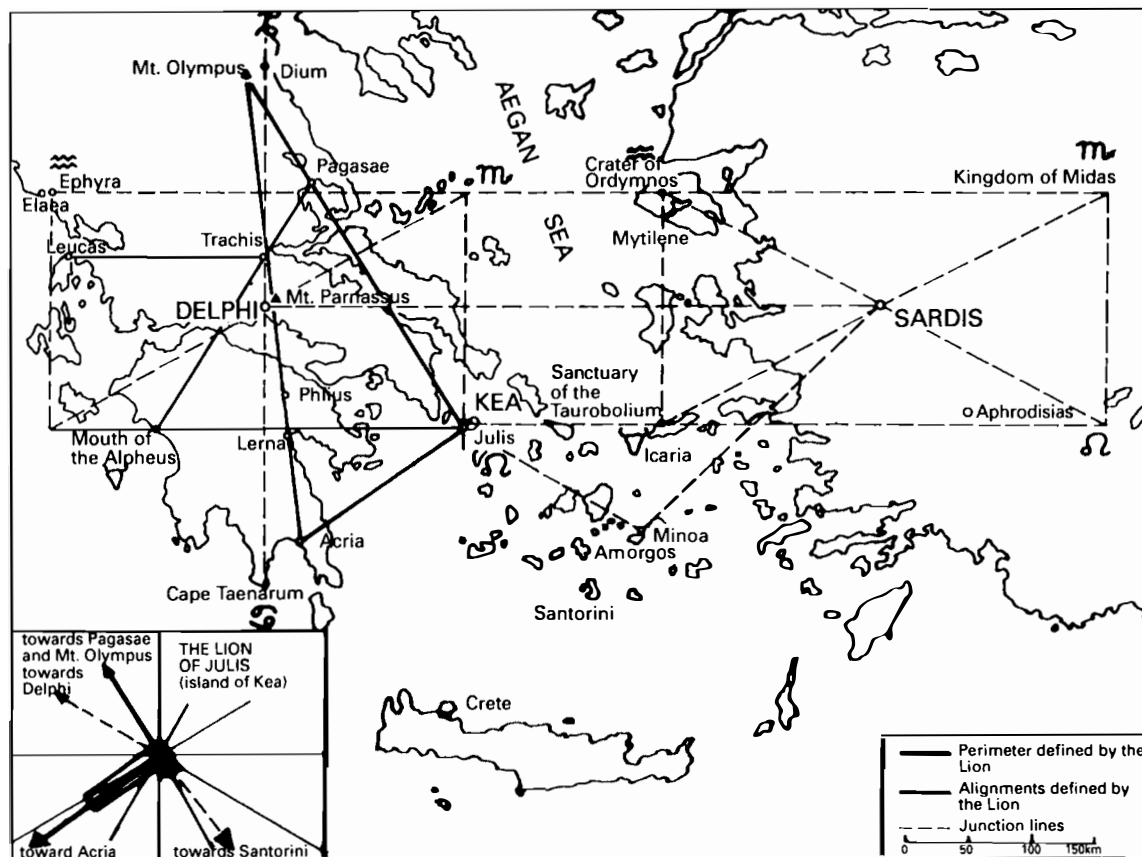 Mt. Olympus
Dium
AEGAN
SEA
Pagasae
♏
Crater of
Ordymnos
♏
Kingdom of Midas
♒
Ephyra
Elaea
♒
Mytilene
Leucas
Trachis
Mt. Parnassus
DELPHI
SARDIS
Philius
KEA
Julis
♌
Sanctuary
of the
Taurobolium
Icaria
Aphrodisias
♌
Mouth of
the Alpheus
Lerna
Acria
Minoa
Amorgos
Cape Taenarum
♋
Santorini
Crete
towards Pagasae
and Mt. Olympus
towards
Delphi
THE LION
OF JULIS
(island of Kea)
toward Acria
towards Santorini
Perimeter defined by the
Lion
Alignments defined by
the Lion
Junction lines
0 50 100 150km